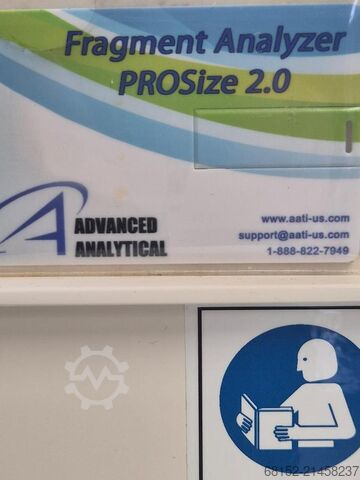 Fragment Analyzer
PROSize 2.0
ADVANCED
ANALYTICAL
www.aati-us.com
support@aati-us.com
1-888-822-7949
68152-21458237